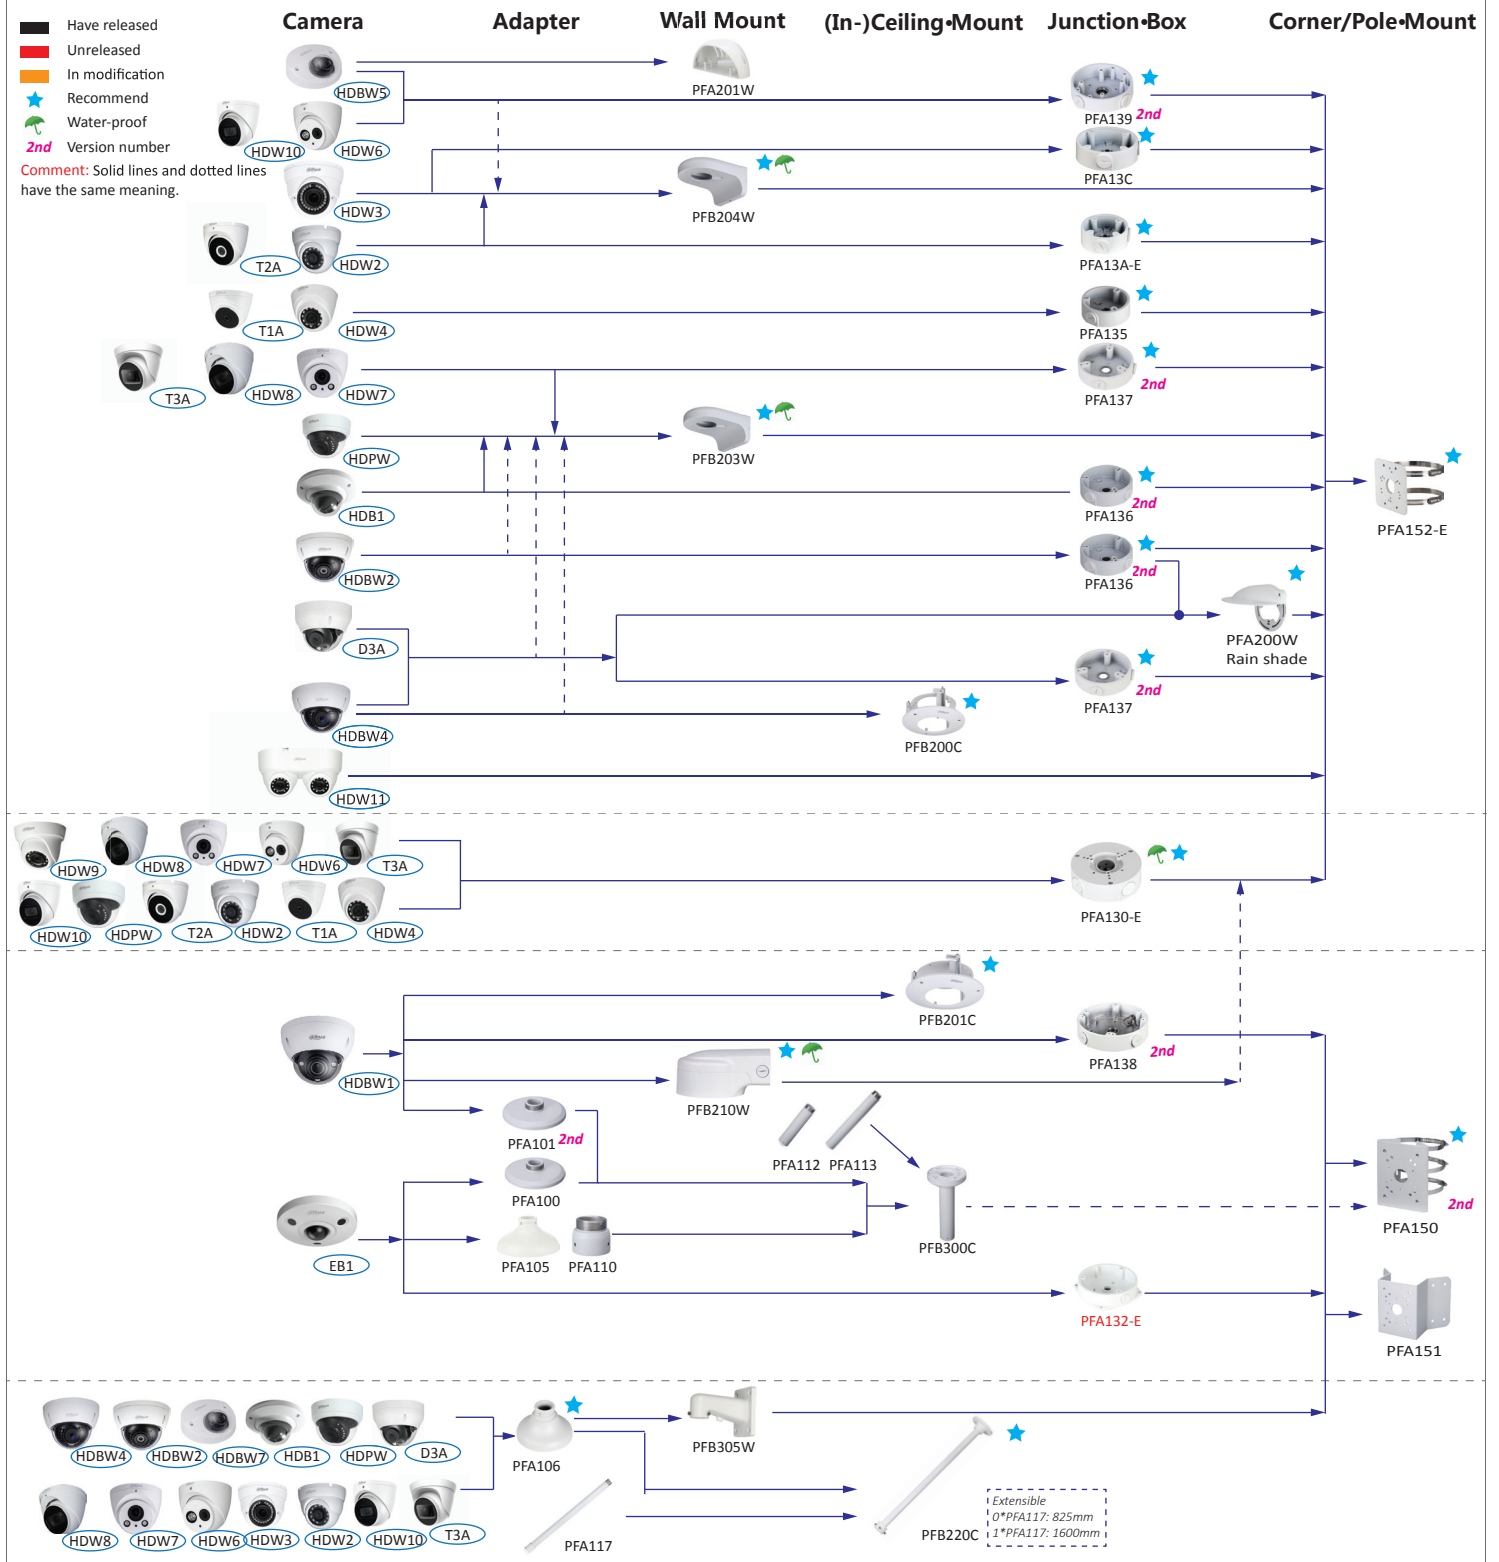 Camera
Adapter
Wall Mount
(In-)Ceiling•Mount
Junction•Box
Corner/Pole•Mount
Have released
Unreleased
In modification
Recommend
Water-proof
2nd Version number
Comment: Solid lines and dotted lines
have the same meaning.
HDBW5
PFA201W
PFA139
2nd
HDW10
HDW6
PFA13C
HDW3
PFB204W
T2A
HDW2
PFA13A-E
T1A
HDW4
PFA135
T3A
HDW8
HDW7
PFA137
2nd
HDPW
PFB203W
HDB1
PFA136
2nd
PFA152-E
HDBW2
PFA136
2nd
D3A
PFA200W
Rain shade
PFA137
2nd
HDBW4
PFB200C
HDW11
HDW9
HDW8
HDW7
HDW6
T3A
HDW10
HDPW
T2A
HDW2
T1A
HDW4
PFA130-E
PFB201C
HDBW1
PFA138
2nd
PFB210W
PFA101
2nd
PFA112
PFA113
PFA100
PFA150
2nd
EB1
PFA105
PFA110
PFB300C
PFA132-E
PFA151
HDBW4
HDBW2
HDBW7
HDB1
HDPW
D3A
PFA106
PFB305W
HDW8
HDW7
HDW6
HDW3
HDW2
HDW10
T3A
PFA117
PFB220C
Extensible
0*PFA117: 825mm
1*PFA117: 1600mm